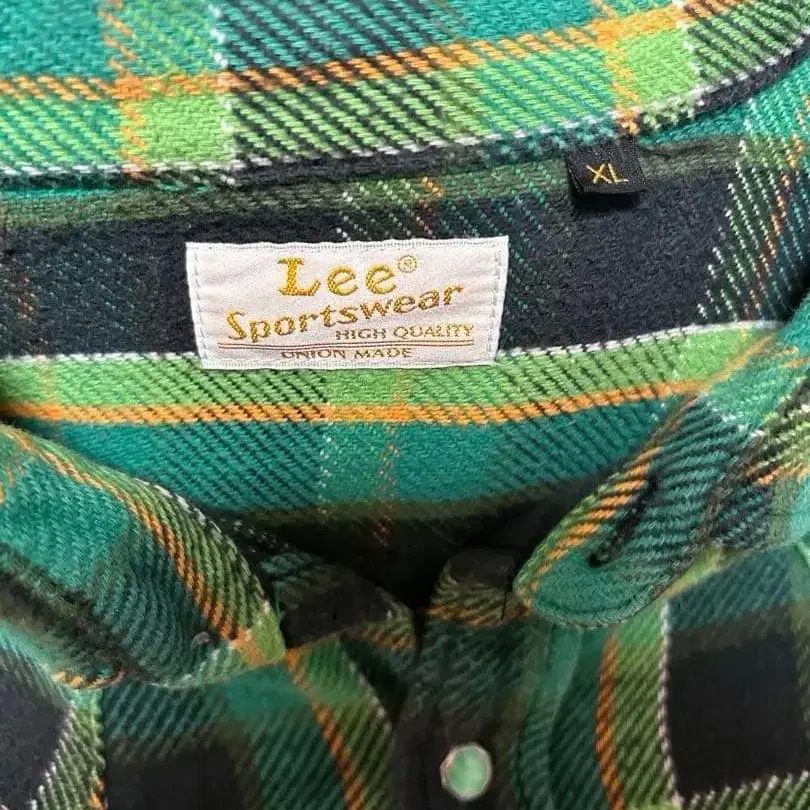 XL
Lee®
Sportswear
HIGH QUALITY
UNION MADE